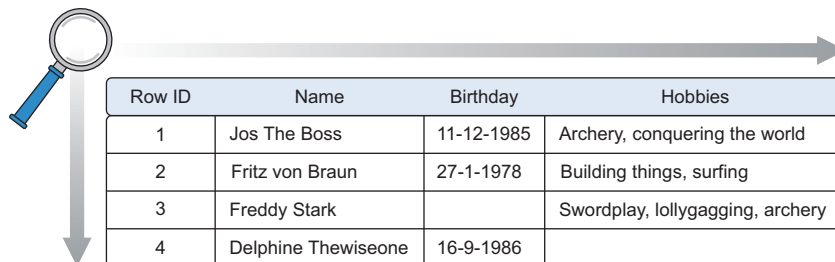 Row ID Name Birthday Hobbies
1 Jos The Boss 11-12-1985 Archery, conquering the world
2 Fritz von Braun 27-1-1978 Building things, surfing
3 Freddy Stark Swordplay, lollygagging, archery
4 Delphine Thewiseone 16-9-1986